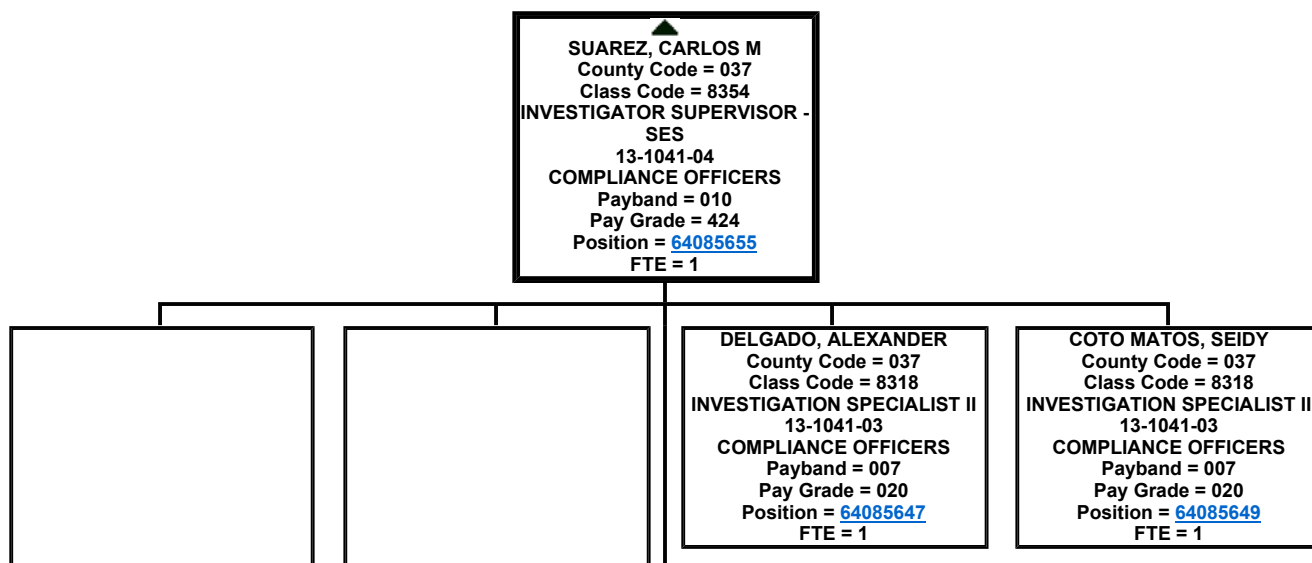 SUAREZ, CARLOS M
County Code = 037
Class Code = 8354
INVESTIGATOR SUPERVISOR -
SES
13-1041-04
COMPLIANCE OFFICERS
Payband = 010
Pay Grade = 424
Position = 64085655
FTE = 1
DELGADO, ALEXANDER
County Code = 037
Class Code = 8318
INVESTIGATION SPECIALIST II
13-1041-03
COMPLIANCE OFFICERS
Payband = 007
Pay Grade = 020
Position = 64085647
FTE = 1
COTO MATOS, SEIDY
County Code = 037
Class Code = 8318
INVESTIGATION SPECIALIST II
13-1041-03
COMPLIANCE OFFICERS
Payband = 007
Pay Grade = 020
Position = 64085649
FTE = 1